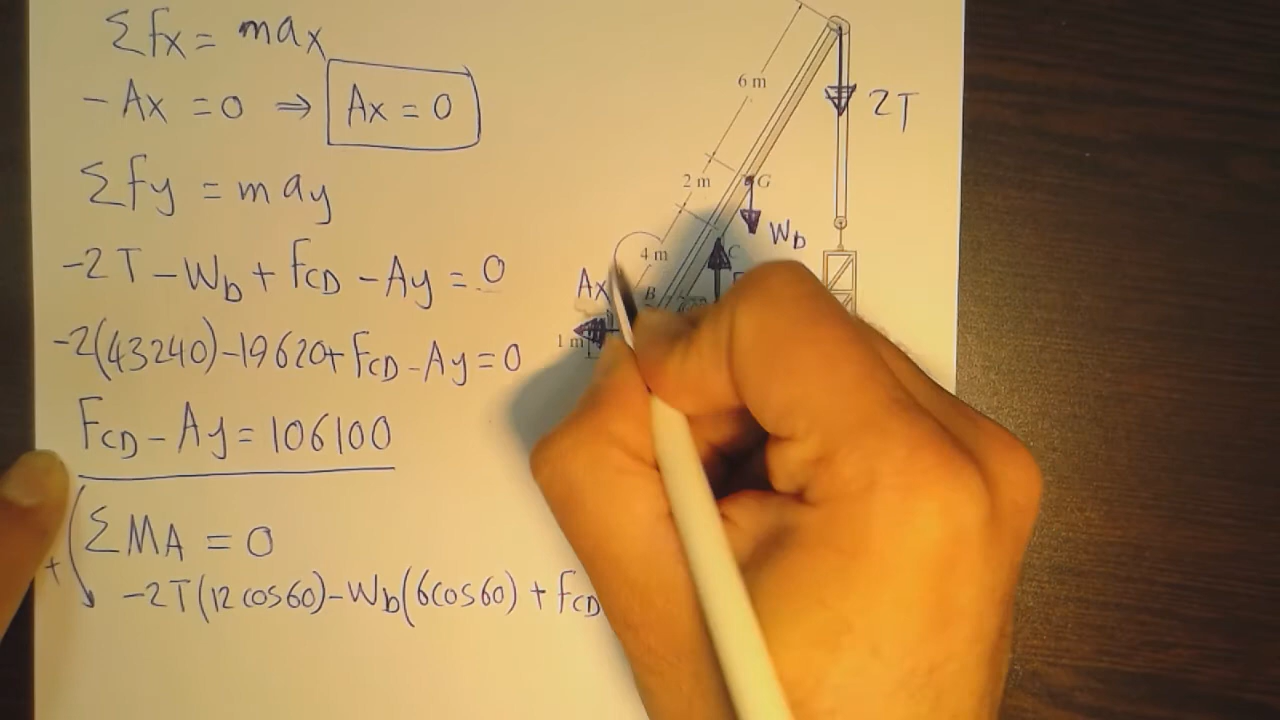 Σfx = max
-Ax = 0 ⇒ Ax = 0
Σfy = may
-2T - Wb + FCD - Ay = 0
-2(43240) - 19620 + FCD - Ay = 0
FCD - Ay = 106100
+ ΣMA = 0
-2T(12cos60) - Wb(6cos60) + FCD
6 m
2T
2 m
G
Wb
4 m
C
Ax
B
1 m